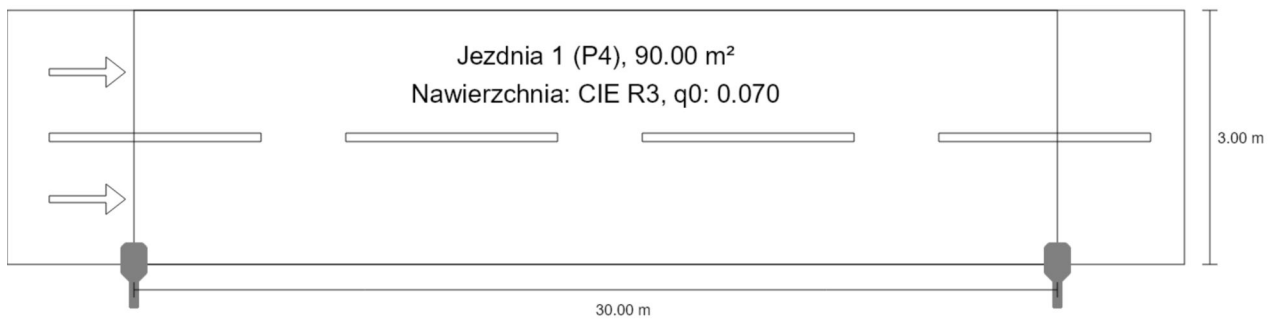 Jezdnia 1 (P4), 90.00 m²
Nawierzchnia: CIE R3, q0: 0.070
3.00 m
30.00 m